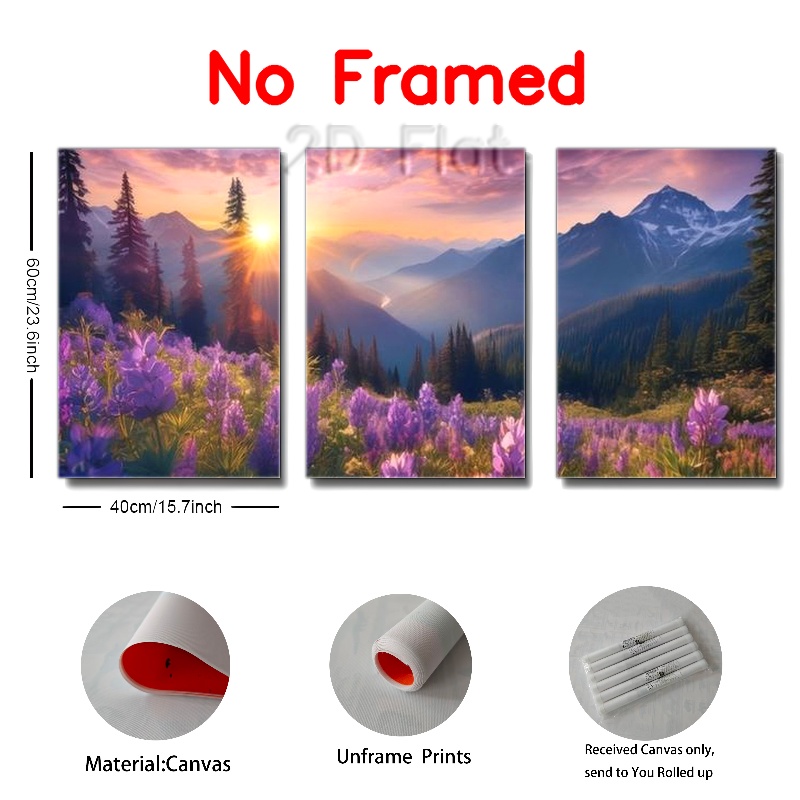 No Framed
2D Flat
60cm/23.6inch
40cm/15.7inch
Material:Canvas
Unframe Prints
Received Canvas only,
send to You Rolled up